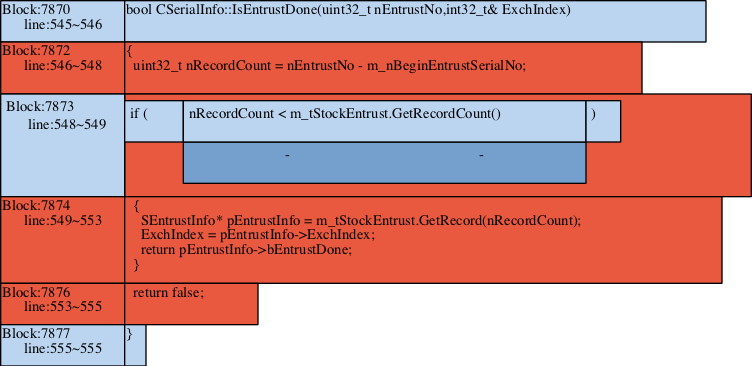 Block:7870
line:545~546
bool CSerialInfo::IsEntrustDone(uint32_t nEntrustNo,int32_t& ExchIndex)
Block:7872
line:546~548
{
uint32_t nRecordCount = nEntrustNo - m_nBeginEntrustSerialNo;
Block:7873
line:548~549
if ( nRecordCount < m_tStockEntrust.GetRecordCount() )
- -
Block:7874
line:549~553
{
SEntrustInfo* pEntrustInfo = m_tStockEntrust.GetRecord(nRecordCount);
ExchIndex = pEntrustInfo->ExchIndex;
return pEntrustInfo->bEntrustDone;
}
Block:7876
line:553~555
return false;
Block:7877
line:555~555
}